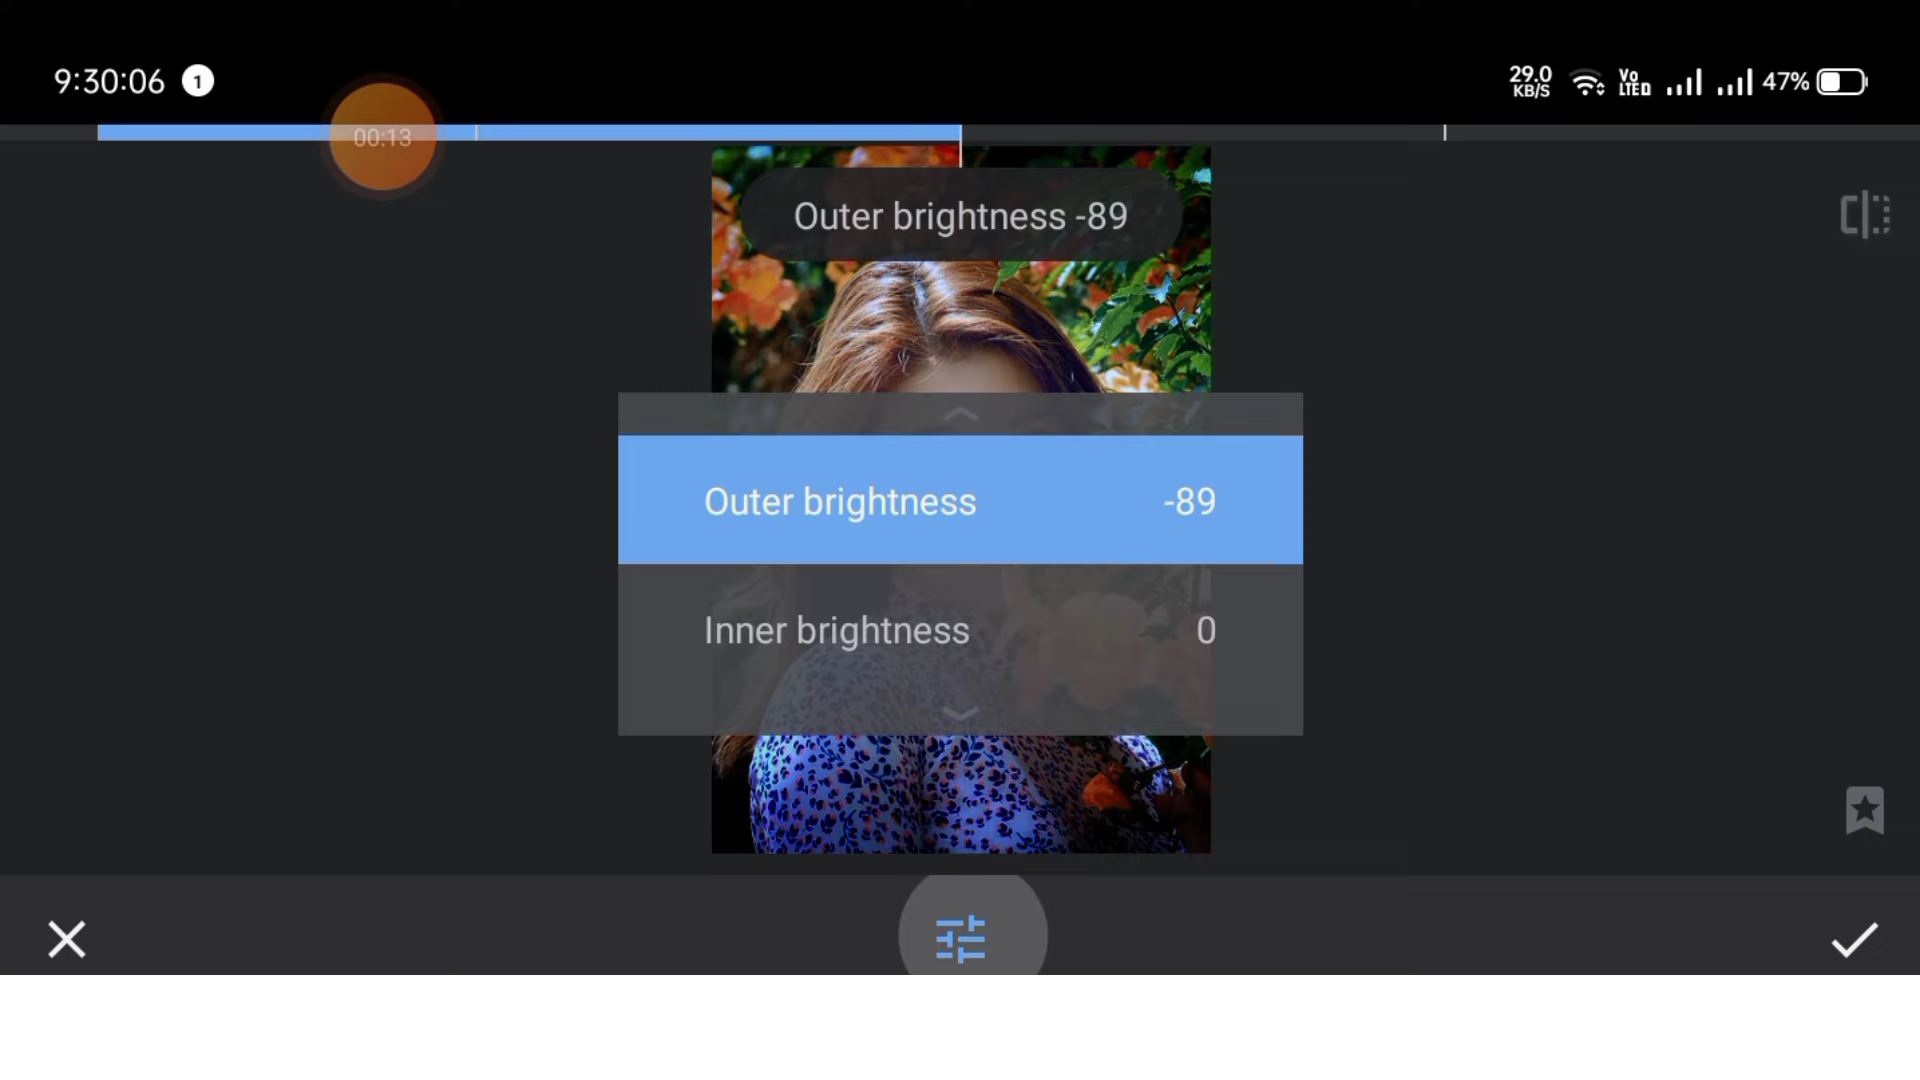 9:30:06 1
29.0 KB/S Vo LTED 47%
00:13
Outer brightness -89
Outer brightness -89
Inner brightness 0